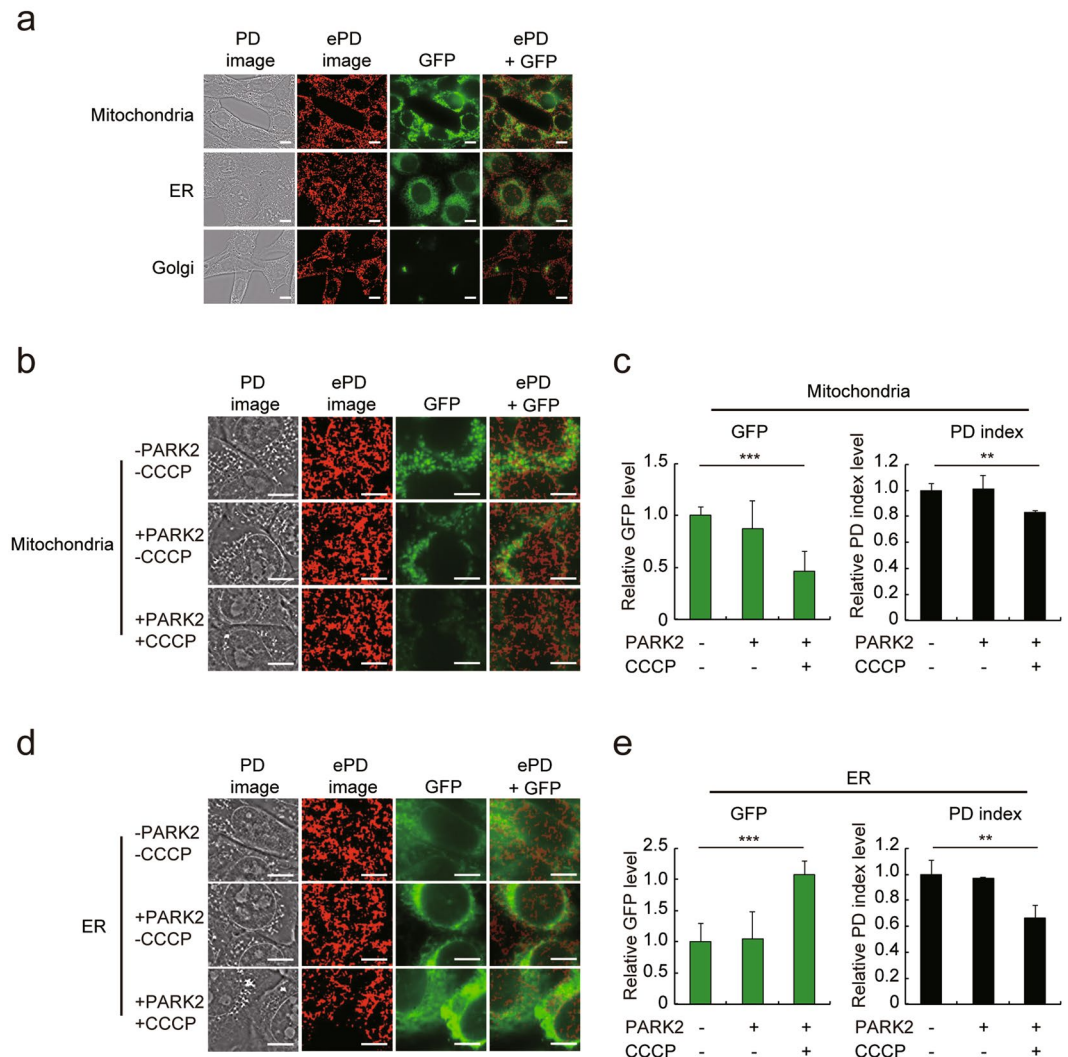 a
PD image
ePD image
GFP
ePD + GFP
Mitochondria
ER
Golgi
b
PD image
ePD image
GFP
ePD + GFP
Mitochondria
-PARK2
-CCCP
+PARK2
-CCCP
+PARK2
+CCCP
c
Mitochondria
GFP
***
Relative GFP level
1.5
1.0
0.5
0
PARK2 - + +
CCCP - - +
PD index
**
Relative PD index level
1.2
1.0
0.8
0.6
0.4
0.2
0
- + +
- - +
d
PD image
ePD image
GFP
ePD + GFP
ER
-PARK2
-CCCP
+PARK2
-CCCP
+PARK2
+CCCP
e
ER
GFP
***
Relative GFP level
2.5
1.0
1.5
1.0
0.5
0
PARK2 - + +
CCCP - - +
PD index
**
Relative PD index level
1.2
1.0
0.8
0.6
0.4
0.2
0
- + +
- - +